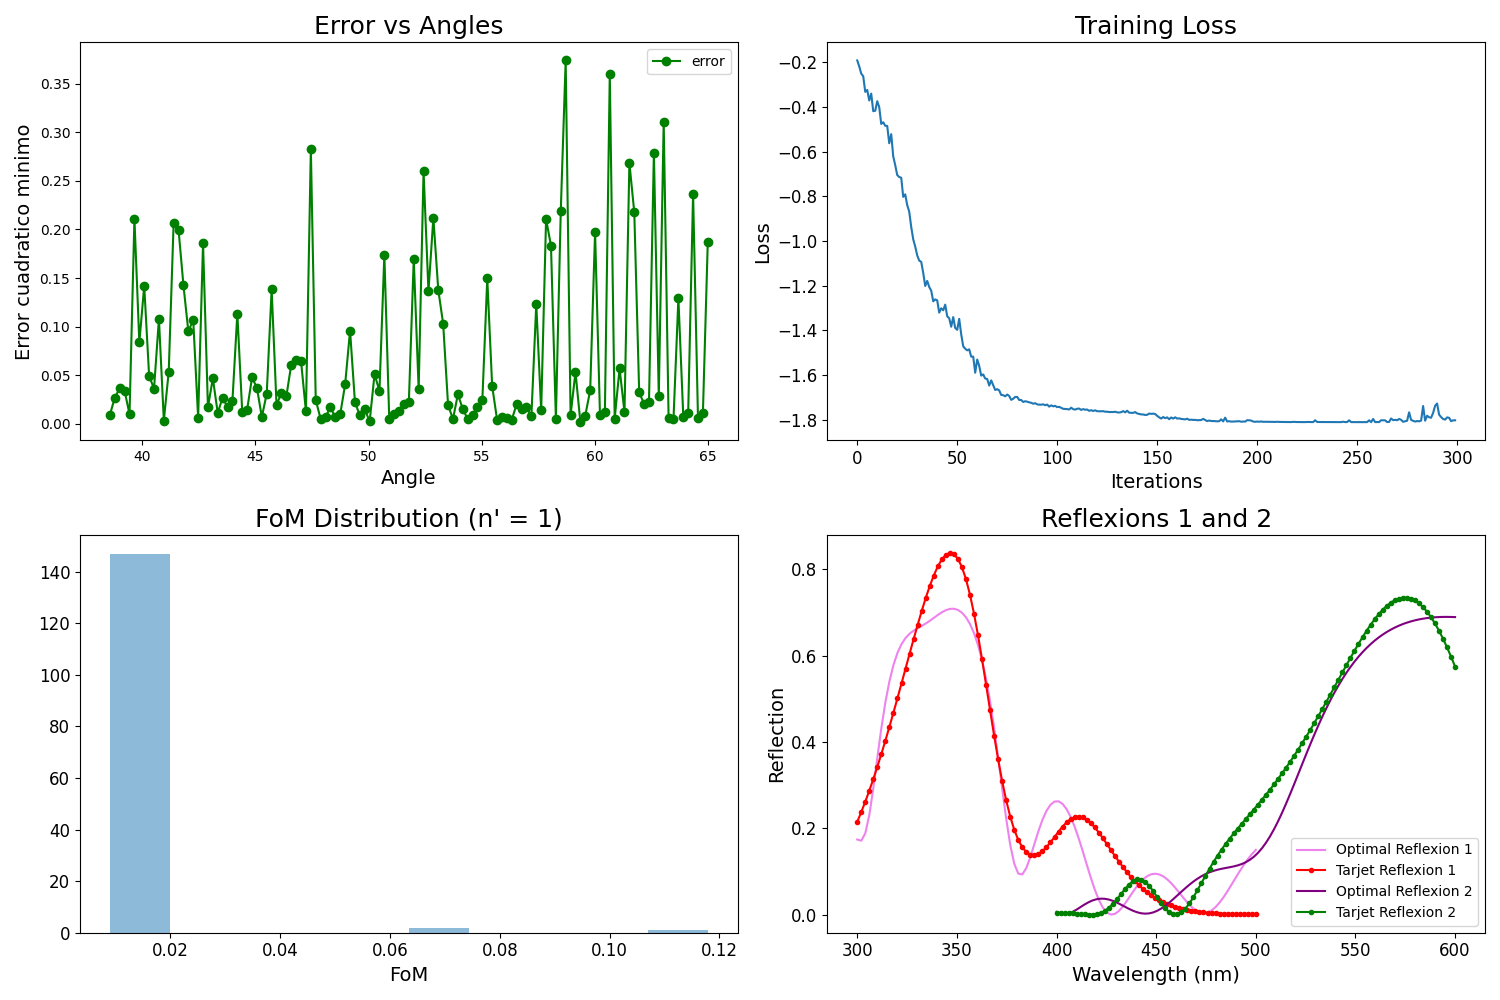 Error vs Angles
error
Error cuadratico minimo
0.35
0.30
0.25
0.20
0.15
0.10
0.05
0.00
40 45 50 55 60 65
Angle
Training Loss
Loss
−0.2
−0.4
−0.6
−0.8
−1.0
−1.2
−1.4
−1.6
−1.8
0 50 100 150 200 250 300
Iterations
FoM Distribution (n' = 1)
140
120
100
80
60
40
20
0
0.02 0.04 0.06 0.08 0.10 0.12
FoM
Reflexions 1 and 2
Reflection
0.8
0.6
0.4
0.2
0.0
Optimal Reflexion 1
Tarjet Reflexion 1
Optimal Reflexion 2
Tarjet Reflexion 2
300 350 400 450 500 550 600
Wavelength (nm)